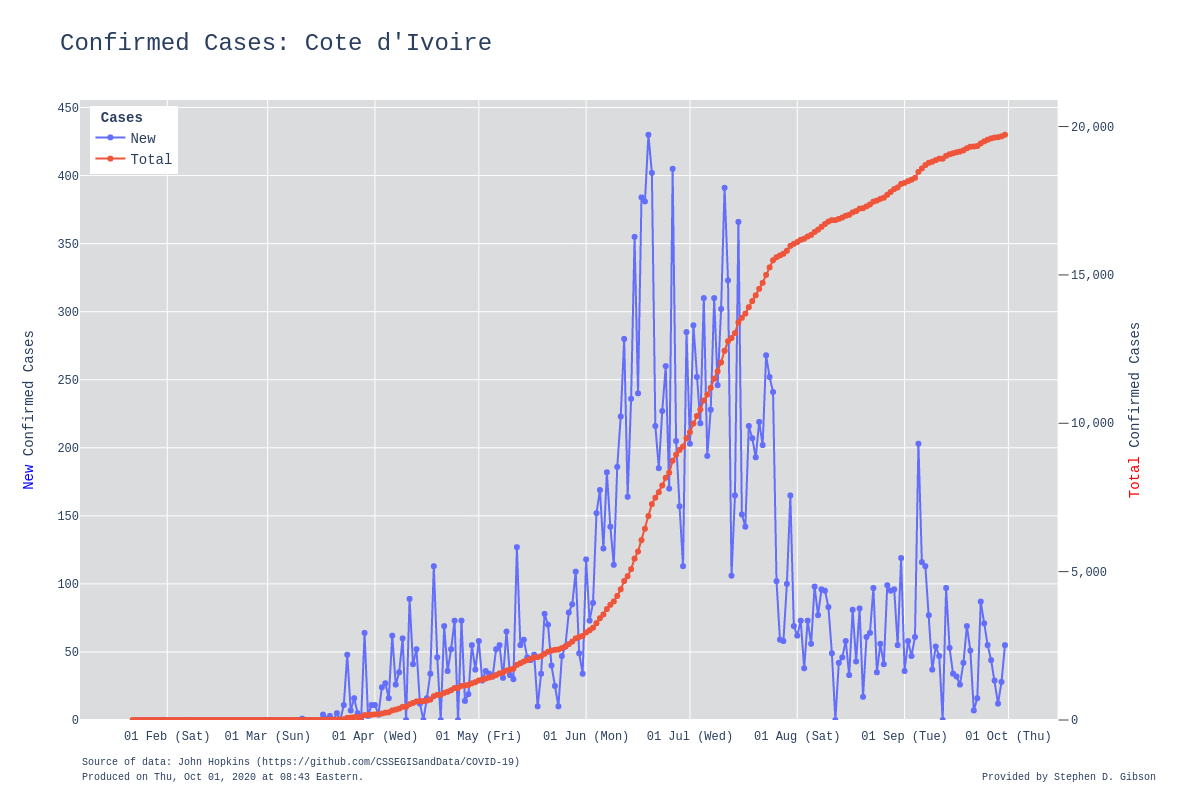 Confirmed Cases: Cote d'Ivoire
Cases
New
Total
450
400
350
300
250
200
150
100
50
0
New Confirmed Cases
20,000
15,000
10,000
5,000
0
Total Confirmed Cases
01 Feb (Sat) 01 Mar (Sun) 01 Apr (Wed) 01 May (Fri) 01 Jun (Mon) 01 Jul (Wed) 01 Aug (Sat) 01 Sep (Tue) 01 Oct (Thu)
Source of data: John Hopkins (https://github.com/CSSEGISandData/COVID-19)
Produced on Thu, Oct 01, 2020 at 08:43 Eastern.
Provided by Stephen D. Gibson